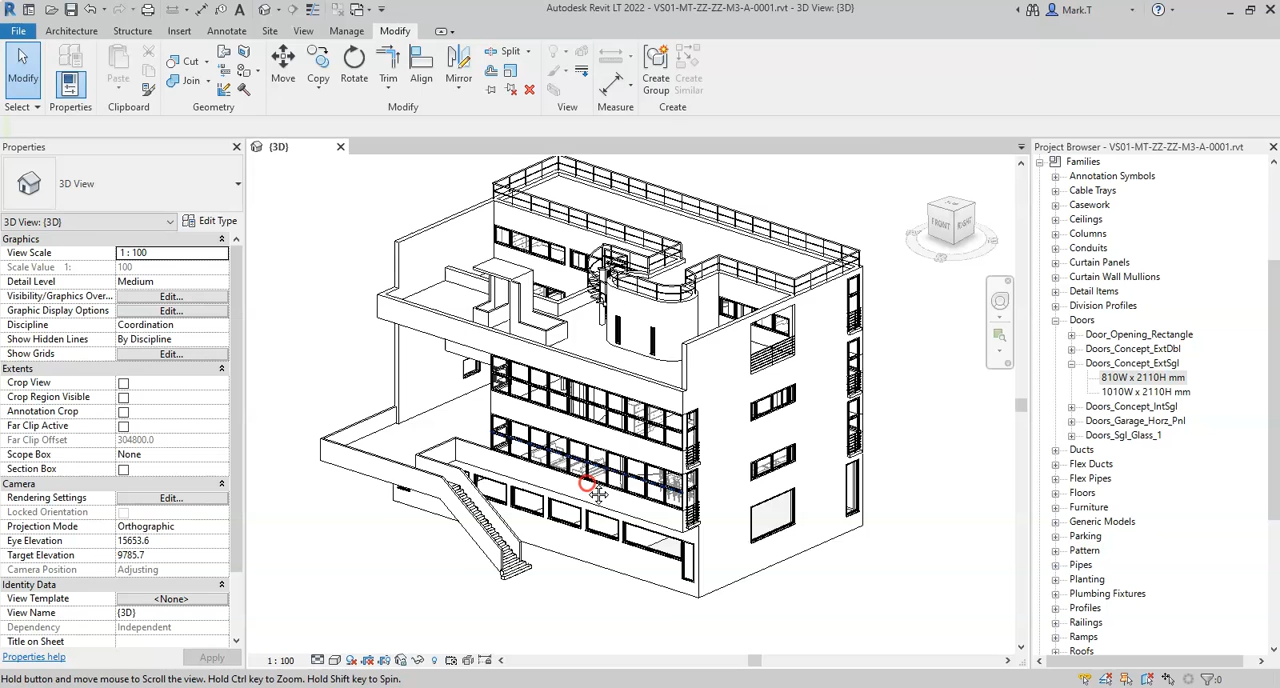 Autodesk Revit LT 2022 - VS01-MT-ZZ-ZZ-M3-A-0001.rvt - 3D View: {3D}
Mark.T
File Architecture Structure Insert Annotate Site View Manage Modify
Modify
Select
Properties
Paste
Clipboard
Cut
Join
Geometry
Move
Copy
Rotate
Trim
Align
Mirror
Split
Modify
View
Measure
Create Group
Create Similar
Create
Properties
3D View
3D View: {3D}
Edit Type
Graphics
View Scale 1 : 100
Scale Value 1: 100
Detail Level Medium
Visibility/Graphics Over... Edit...
Graphic Display Options Edit...
Discipline Coordination
Show Hidden Lines By Discipline
Show Grids Edit...
Extents
Crop View
Crop Region Visible
Annotation Crop
Far Clip Active
Far Clip Offset 304800.0
Scope Box None
Section Box
Camera
Rendering Settings Edit...
Locked Orientation
Projection Mode Orthographic
Eye Elevation 15653.6
Target Elevation 9785.7
Camera Position Adjusting
Identity Data
View Template <None>
View Name {3D}
Dependency Independent
Title on Sheet
Properties help
Apply
{3D}
FRONT
RIGHT
1 : 100
Project Browser - VS01-MT-ZZ-ZZ-M3-A-0001.rvt
Families
Annotation Symbols
Cable Trays
Casework
Ceilings
Columns
Conduits
Curtain Panels
Curtain Wall Mullions
Detail Items
Division Profiles
Doors
Door_Opening_Rectangle
Doors_Concept_ExtDbl
Doors_Concept_ExtSgl
810W x 2110H mm
1010W x 2110H mm
Doors_Concept_IntSgl
Doors_Garage_Horz_Pnl
Doors_Sgl_Glass_1
Ducts
Flex Ducts
Flex Pipes
Floors
Furniture
Generic Models
Parking
Pattern
Pipes
Planting
Plumbing Fixtures
Profiles
Railings
Ramps
Roofs
Hold button and move mouse to Scroll the view. Hold Ctrl key to Zoom. Hold Shift key to Spin.
:0